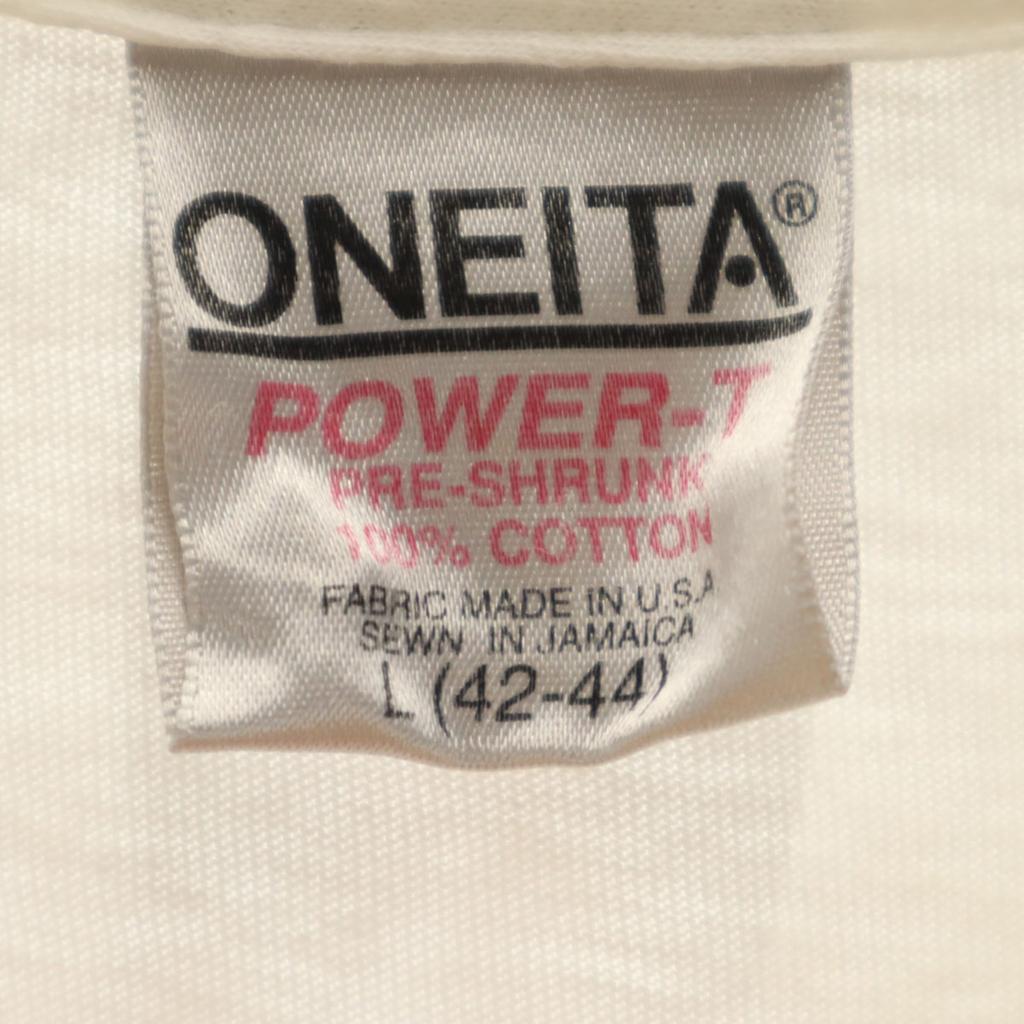 ONEITA®
POWER-T
PRE-SHRUNK
100% COTTON
FABRIC MADE IN U.S.A
SEWN IN JAMAICA
L (42-44)